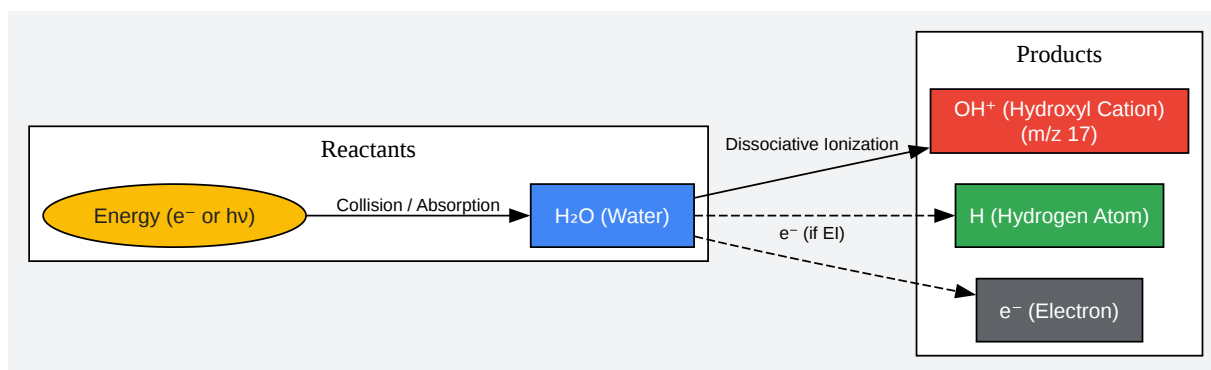 Reactants
Energy (e⁻ or hν)
Collision / Absorption
H₂O (Water)
Dissociative Ionization
e⁻ (if EI)
Products
OH⁺ (Hydroxyl Cation)
(m/z 17)
H (Hydrogen Atom)
e⁻ (Electron)